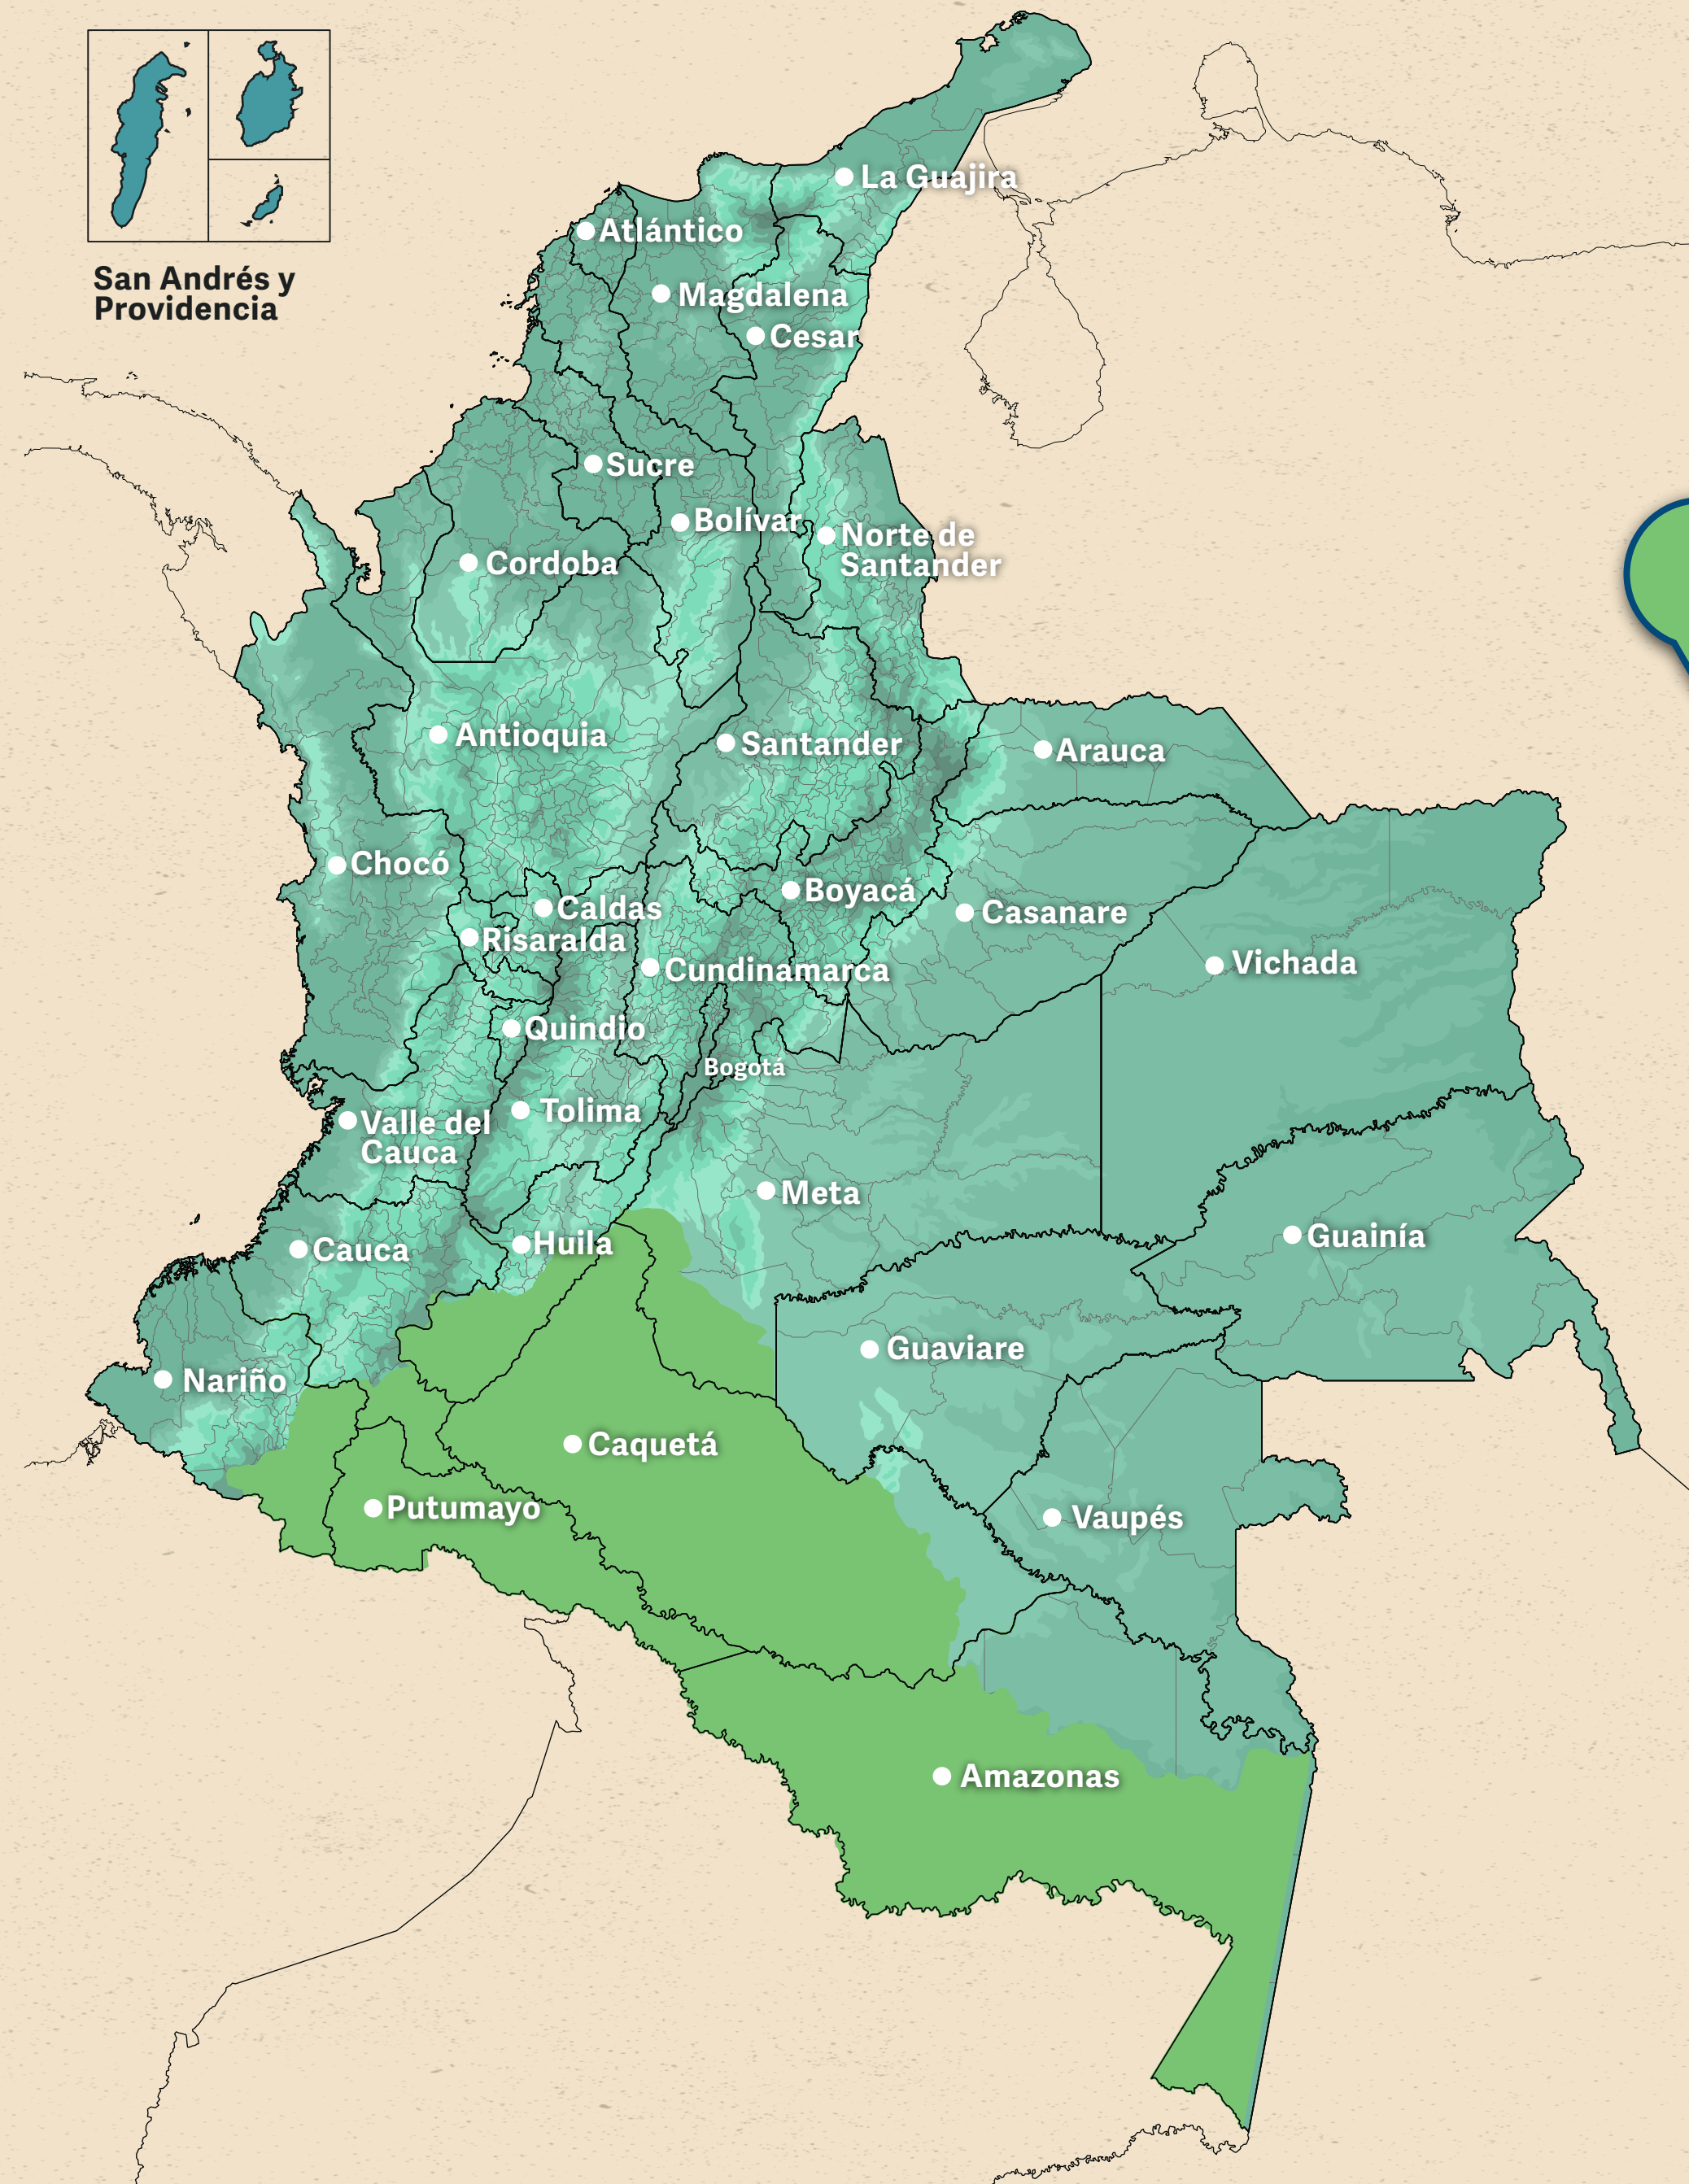 San Andrés y
Providencia
La Guajira
Atlántico
Magdalena
Cesar
Sucre
Bolívar
Norte de
Santander
Cordoba
Antioquia
Santander
Arauca
Chocó
Boyacá
Caldas
Casanare
Risaralda
Cundinamarca
Vichada
Quindio
Bogotá
Tolima
Valle del
Cauca
Meta
Guainía
Huila
Cauca
Guaviare
Nariño
Caquetá
Putumayo
Vaupés
Amazonas